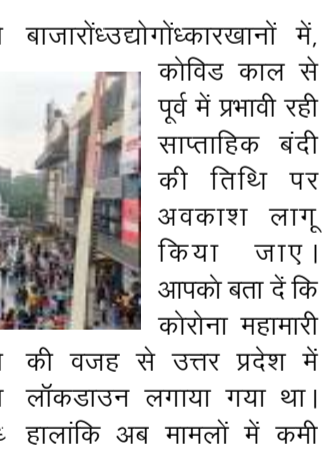 बाजारोंध्उद्योगोंध्कारखानों में,
कोविड काल से
पूर्व में प्रभावी रही
साप्ताहिक बंदी
की तिथि पर
अवकाश लागू
किया जाए।
आपको बता दें कि
कोरोना महामारी
की वजह से उत्तर प्रदेश में
लॉकडाउन लगाया गया था।
हालांकि अब मामलों में कमी